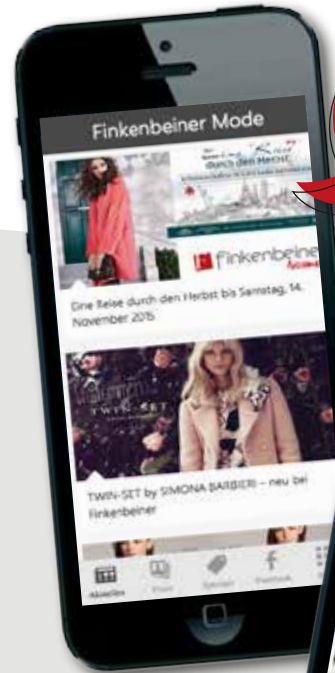 Finkenbeiner Mode
durch den Herbst
finkenbeiner
Eine Reise durch den Herbst bis Samstag, 14.
November 2015
TWIN-SET
TWIN-SET by SIMONA BARBIERI – neu bei
Finkenbeiner
Aktuelles
Facebook